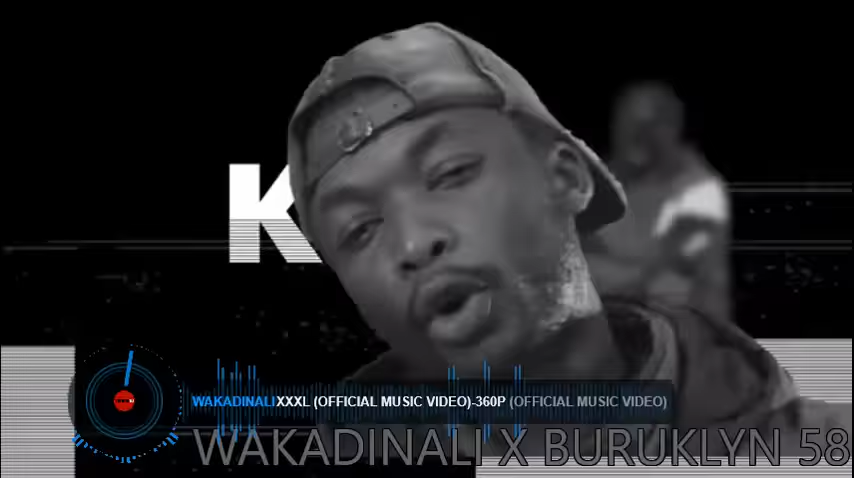 K
WAKADINALI XXXL (OFFICIAL MUSIC VIDEO)-360P (OFFICIAL MUSIC VIDEO)
WAKADINALI X BURUKLYN 58